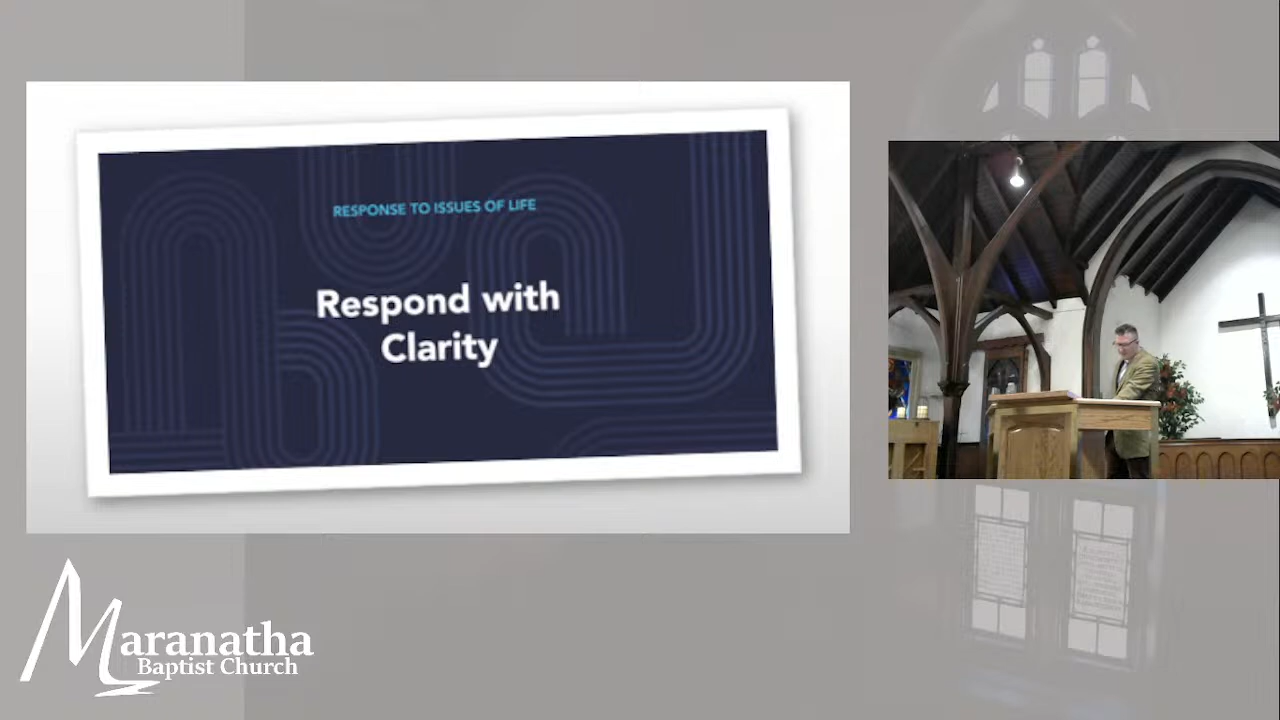 RESPONSE TO ISSUES OF LIFE
Respond with
Clarity
Maranatha
Baptist Church